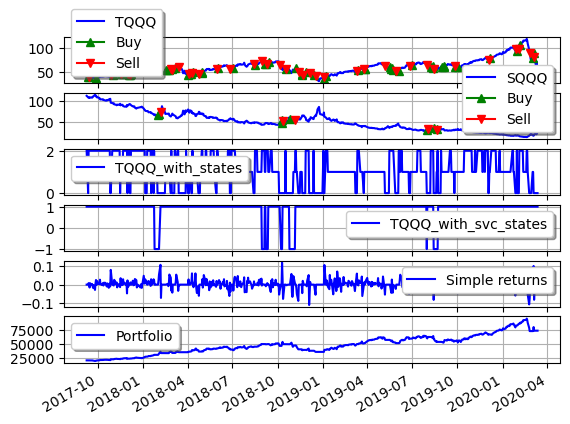 TQQQ
Buy
Sell
100
50
SQQQ
Buy
Sell
100
50
2
0
TQQQ_with_states
1
0
−1
TQQQ_with_svc_states
0.1
0.0
−0.1
Simple returns
75000
50000
25000
Portfolio
2017-10
2018-01
2018-04
2018-07
2018-10
2019-01
2019-04
2019-07
2019-10
2020-01
2020-04